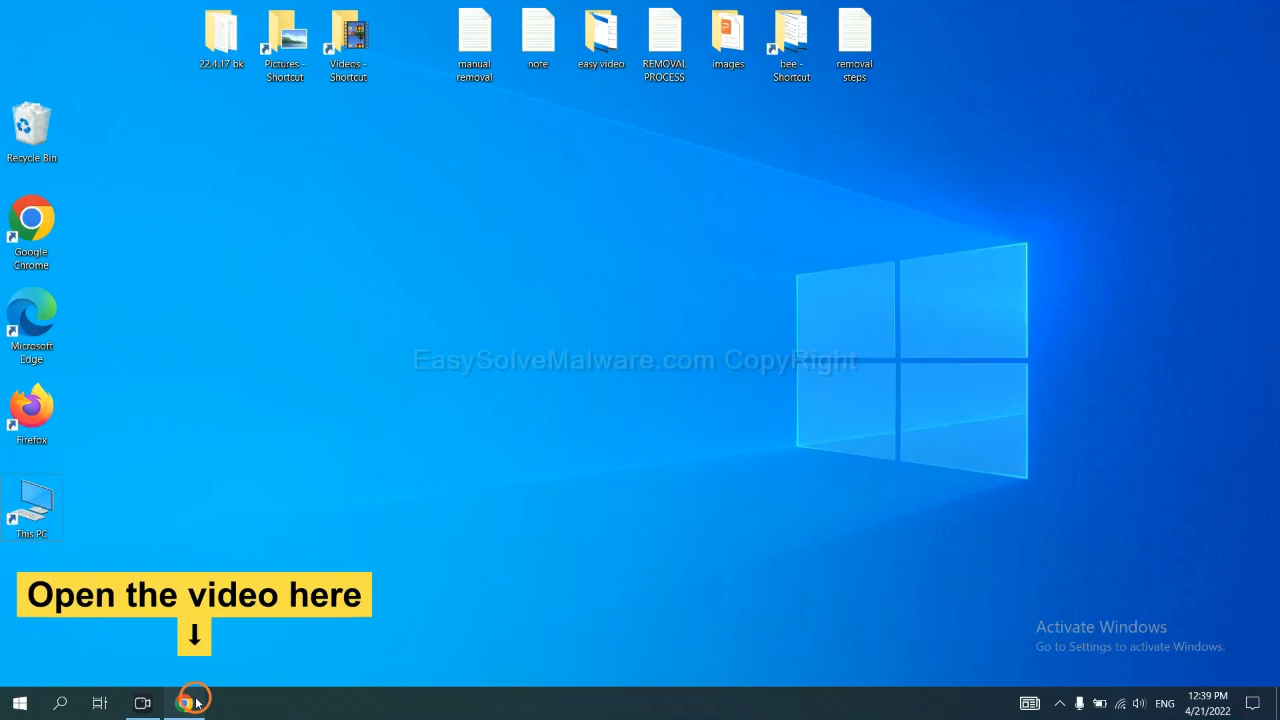 22.4.17 bk
Pictures -
Shortcut
Videos -
Shortcut
manual
removal
note
easy video
REMOVAL
PROCESS
images
bee -
Shortcut
removal
steps
Recycle Bin
Google
Chrome
Microsoft
Edge
Firefox
This PC
EasySolveMalware.com CopyRight
Open the video here
↓
Activate Windows
Go to Settings to activate Windows.
ENG
12:39 PM
4/21/2022